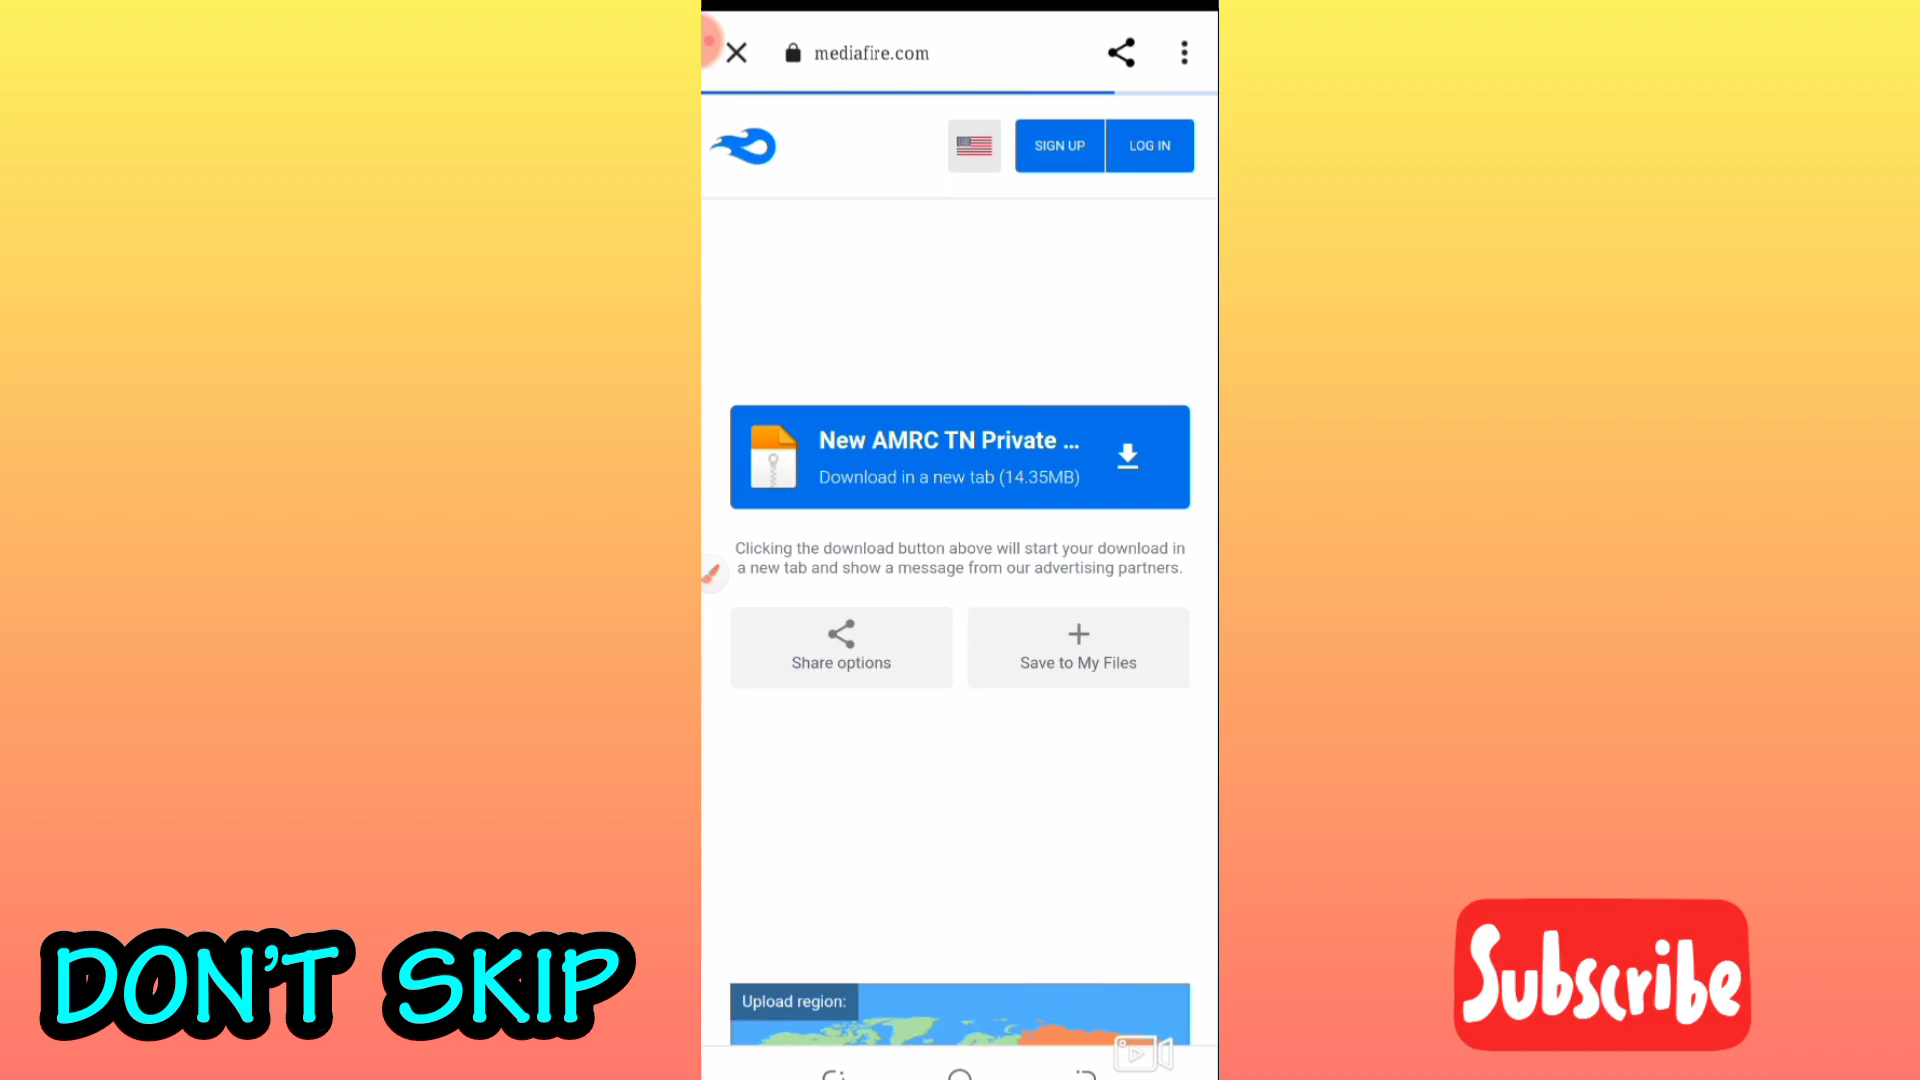 mediafire.com
SIGN UP
LOG IN
New AMRC TN Private ...
Download in a new tab (14.35MB)
Clicking the download button above will start your download in
a new tab and show a message from our advertising partners.
Share options
Save to My Files
DON'T SKIP
Subscribe
Upload region: